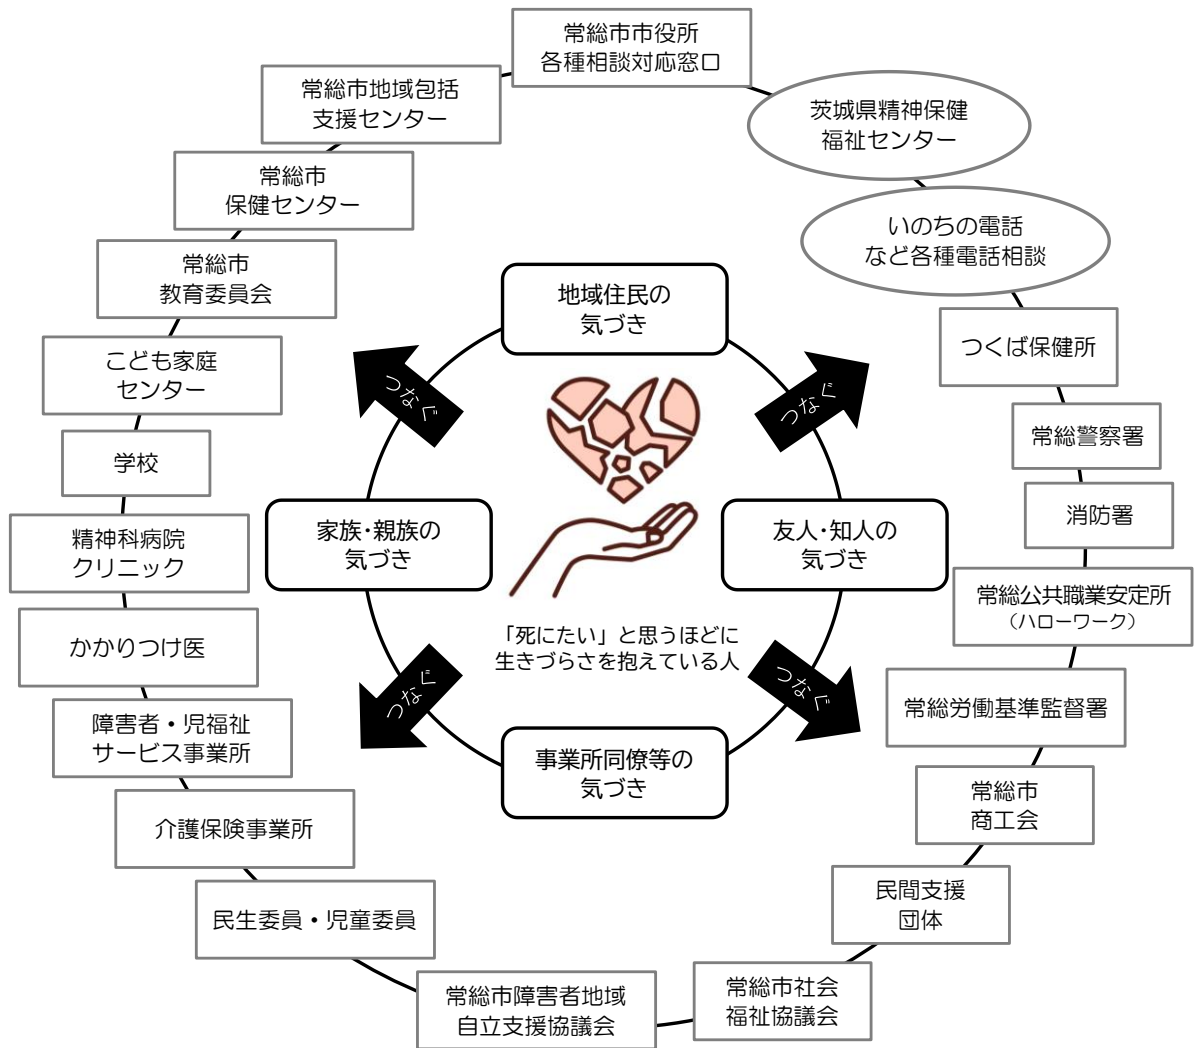 常総市市役所
各種相談対応窓口
茨城県精神保健
福祉センター
いのちの電話
など各種電話相談
つくば保健所
常総警察署
消防署
常総公共職業安定所
（ハローワーク）
常総労働基準監督署
常総市
商工会
民間支援
団体
常総市社会
福祉協議会
常総市障害者地域
自立支援協議会
民生委員・児童委員
介護保険事業所
障害者・児福祉
サービス事業所
かかりつけ医
精神科病院
クリニック
学校
こども家庭
センター
常総市
教育委員会
常総市
保健センター
常総市地域包括
支援センター
地域住民の
気づき
つなぐ
つなぐ
家族・親族の
気づき
友人・知人の
気づき
「死にたい」と思うほどに
生きづらさを抱えている人
つなぐ
つなぐ
事業所同僚等の
気づき